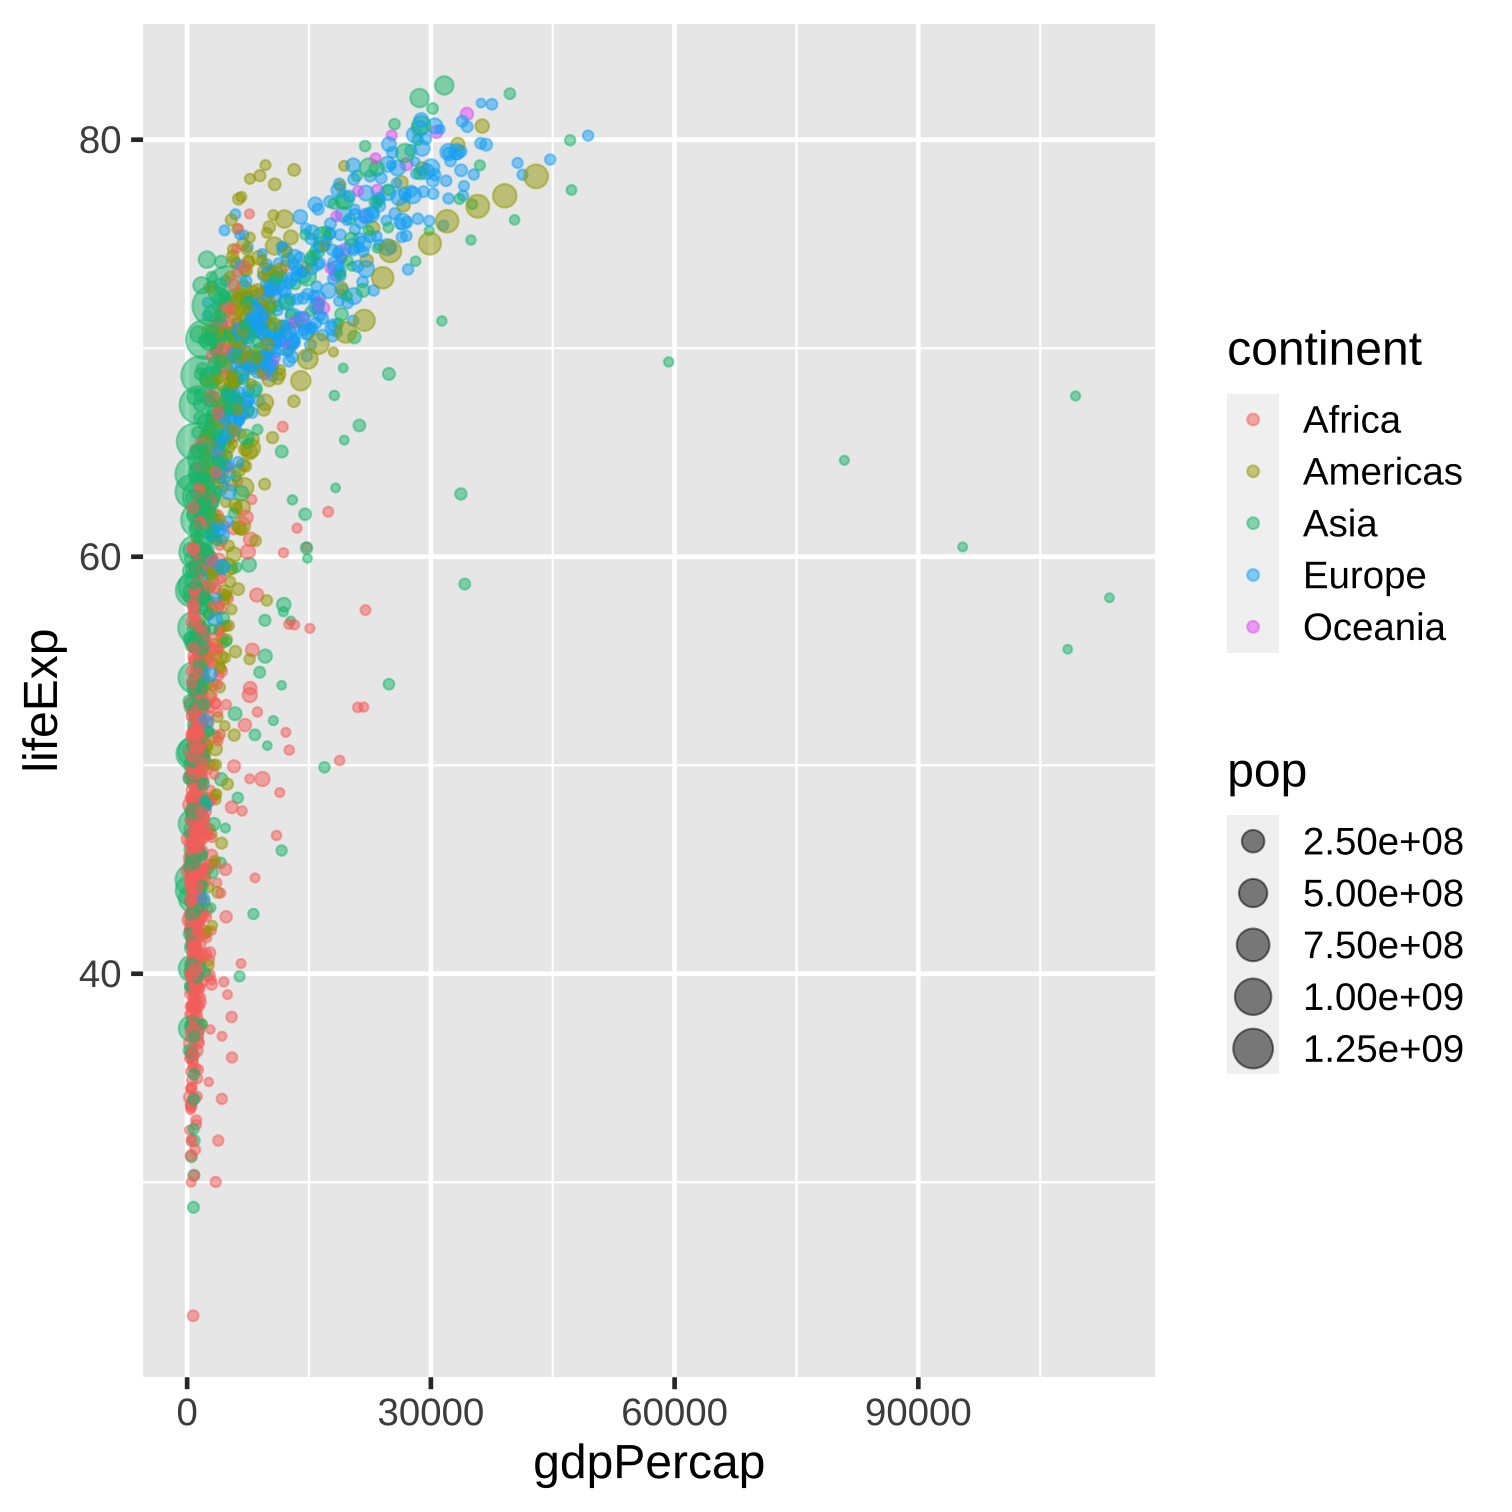 80
60
40
lifeExp
0 30000 60000 90000
gdpPercap
continent
Africa
Americas
Asia
Europe
Oceania
pop
2.50e+08
5.00e+08
7.50e+08
1.00e+09
1.25e+09